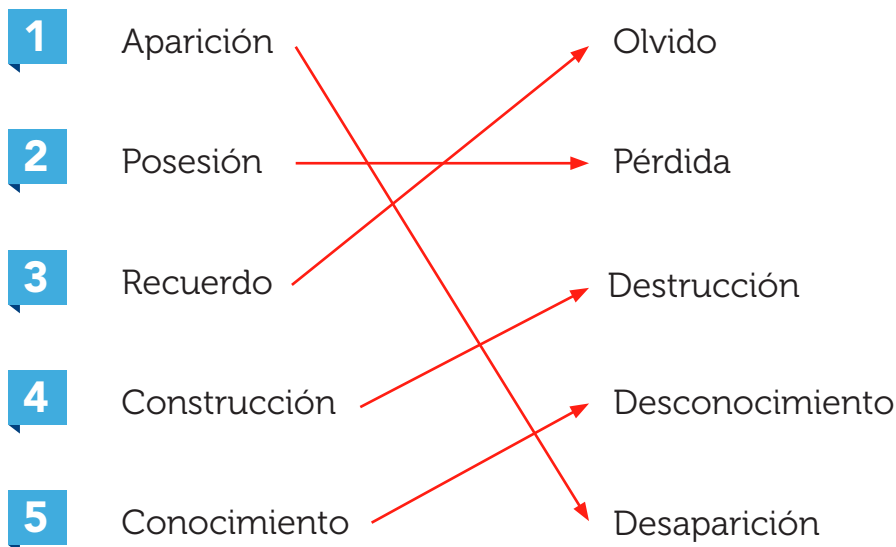 1 Aparición Olvido
2 Posesión Pérdida
3 Recuerdo Destrucción
4 Construcción Desconocimiento
5 Conocimiento Desaparición